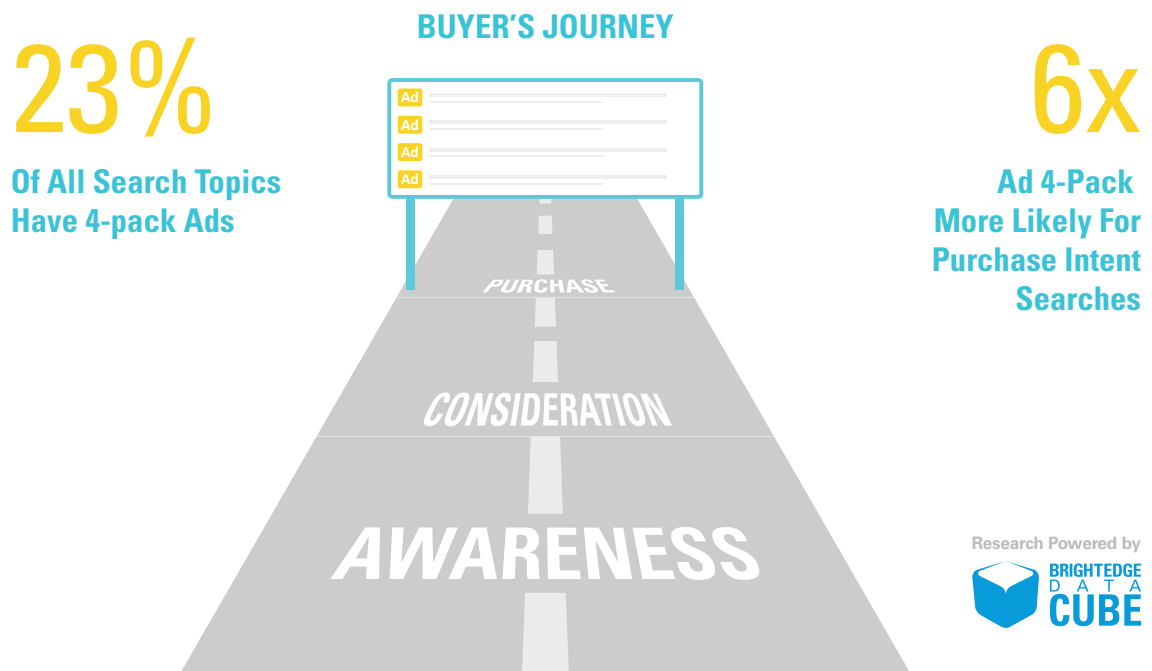 BUYER’S JOURNEY
23%
Of All Search Topics
Have 4-pack Ads
Ad
Ad
Ad
Ad
6x
Ad 4-Pack
More Likely For
Purchase Intent
Searches
PURCHASE
CONSIDERATION
AWARENESS
Research Powered by
BRIGHTEDGE
DATA
CUBE